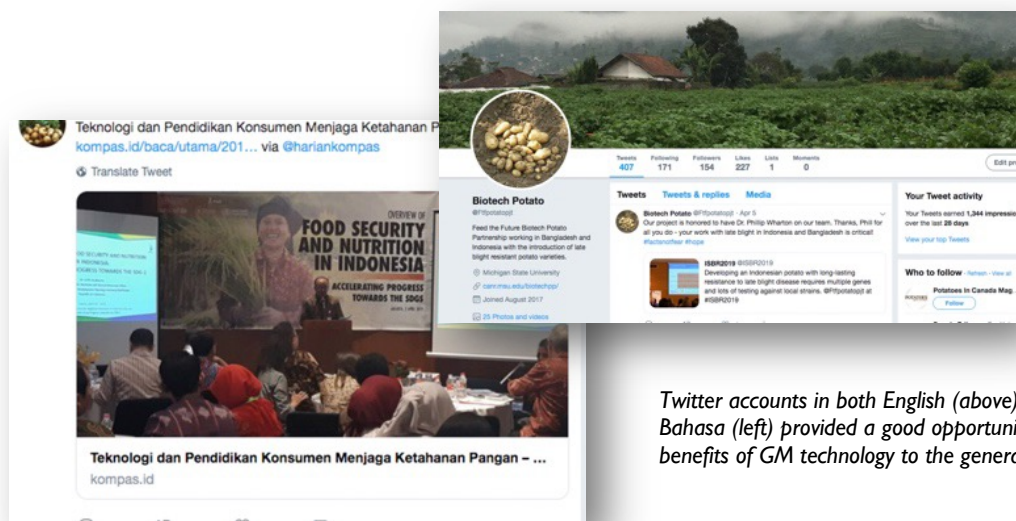 Teknologi dan Pendidikan Konsumen Menjaga Ketahanan P
kompas.id/baca/utama/201... via @hariankompas
Translate Tweet
OVERVIEW OF
FOOD SECURITY
AND NUTRITION
IN INDONESIA
ACCELERATING PROGRESS
TOWARDS THE SDGS
Teknologi dan Pendidikan Konsumen Menjaga Ketahanan Pangan – ...
kompas.id
Tweets Following Followers Likes Lists Moments
407 171 154 227 1 0
Edit pr
Biotech Potato
Feed the Future Biotech Potato
Partnership working in Bangladesh and
Indonesia with the introduction of late
blight resistant potato varieties.
Michigan State University
canr.msu.edu/biotechpp/
Joined August 2017
25 Photos and videos
Tweets Tweets & replies Media
Biotech Potato @Ftfpotatoppt · Apr 5
Our project is honored to have Dr. Phillip Wharton on our team. Thanks, Phil for
all you do - your work with late blight in Indonesia and Bangladesh is critical!
#factsnotfear #hope
ISBR2019 @ISBR2019
Developing an Indonesian potato with long-lasting
resistance to late blight disease requires multiple genes
and lots of testing against local strains. @Ftfpotatoppt at
#ISBR2019
Your Tweet activity
Your Tweets earned 1,344 impressio
over the last 28 days
View your top Tweets
Who to follow · Refresh · View all
Potatoes In Canada Mag
Follow
Twitter accounts in both English (above)
Bahasa (left) provided a good opportuni
benefits of GM technology to the genera